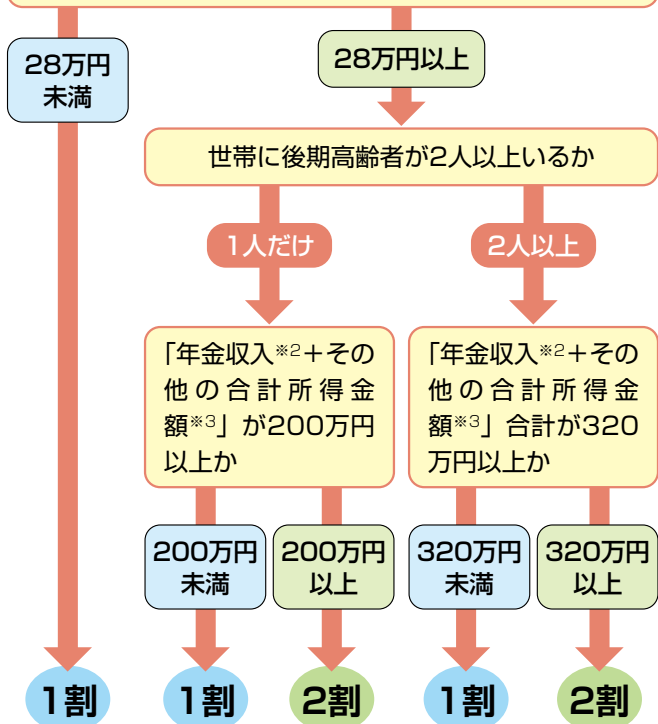 28万円
未満
28万円以上
世帯に後期高齢者が2人以上いるか
1人だけ
2人以上
「年金収入※2＋その
他の合計所得金
額※3」が200万円
以上か
「年金収入※2＋その
他の合計所得金
額※3」合計が320
万円以上か
200万円
未満
200万円
以上
320万円
未満
320万円
以上
1割
1割
2割
1割
2割